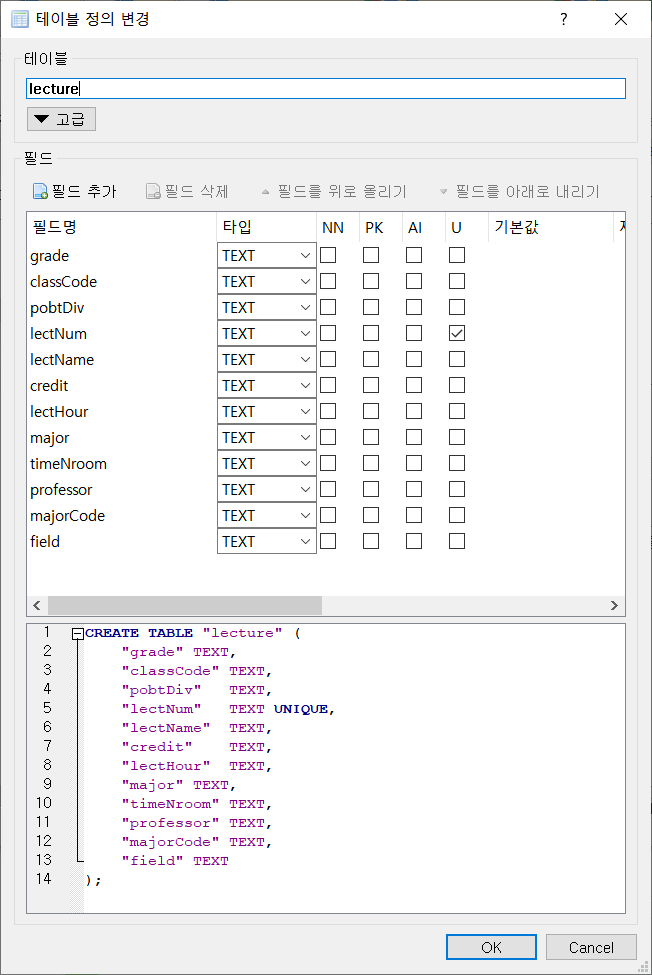 테이블 정의 변경 ?
테이블
lecture
고급
필드
필드 추가 필드 삭제 필드를 위로 올리기 필드를 아래로 내리기
필드명 타입 NN PK AI U 기본값
grade TEXT
classCode TEXT
pobtDiv TEXT
lectNum TEXT
lectName TEXT
credit TEXT
lectHour TEXT
major TEXT
timeNroom TEXT
professor TEXT
majorCode TEXT
field TEXT
1 CREATE TABLE "lecture" (
2 "grade" TEXT,
3 "classCode" TEXT,
4 "pobtDiv" TEXT,
5 "lectNum" TEXT UNIQUE,
6 "lectName" TEXT,
7 "credit" TEXT,
8 "lectHour" TEXT,
9 "major" TEXT,
10 "timeNroom" TEXT,
11 "professor" TEXT,
12 "majorCode" TEXT,
13 "field" TEXT
14 );
OK Cancel